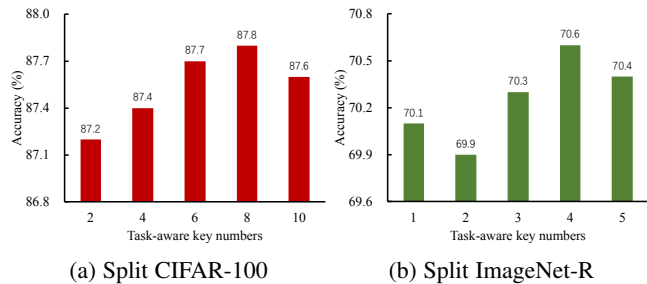 88.0
87.7
87.4
87.1
86.8
Accuracy (%)
87.2
87.4
87.7
87.8
87.6
2 4 6 8 10
Task-aware key numbers
(a) Split CIFAR-100
70.8
70.5
70.2
69.9
69.6
Accuracy (%)
70.1
69.9
70.3
70.6
70.4
1 2 3 4 5
Task-aware key numbers
(b) Split ImageNet-R